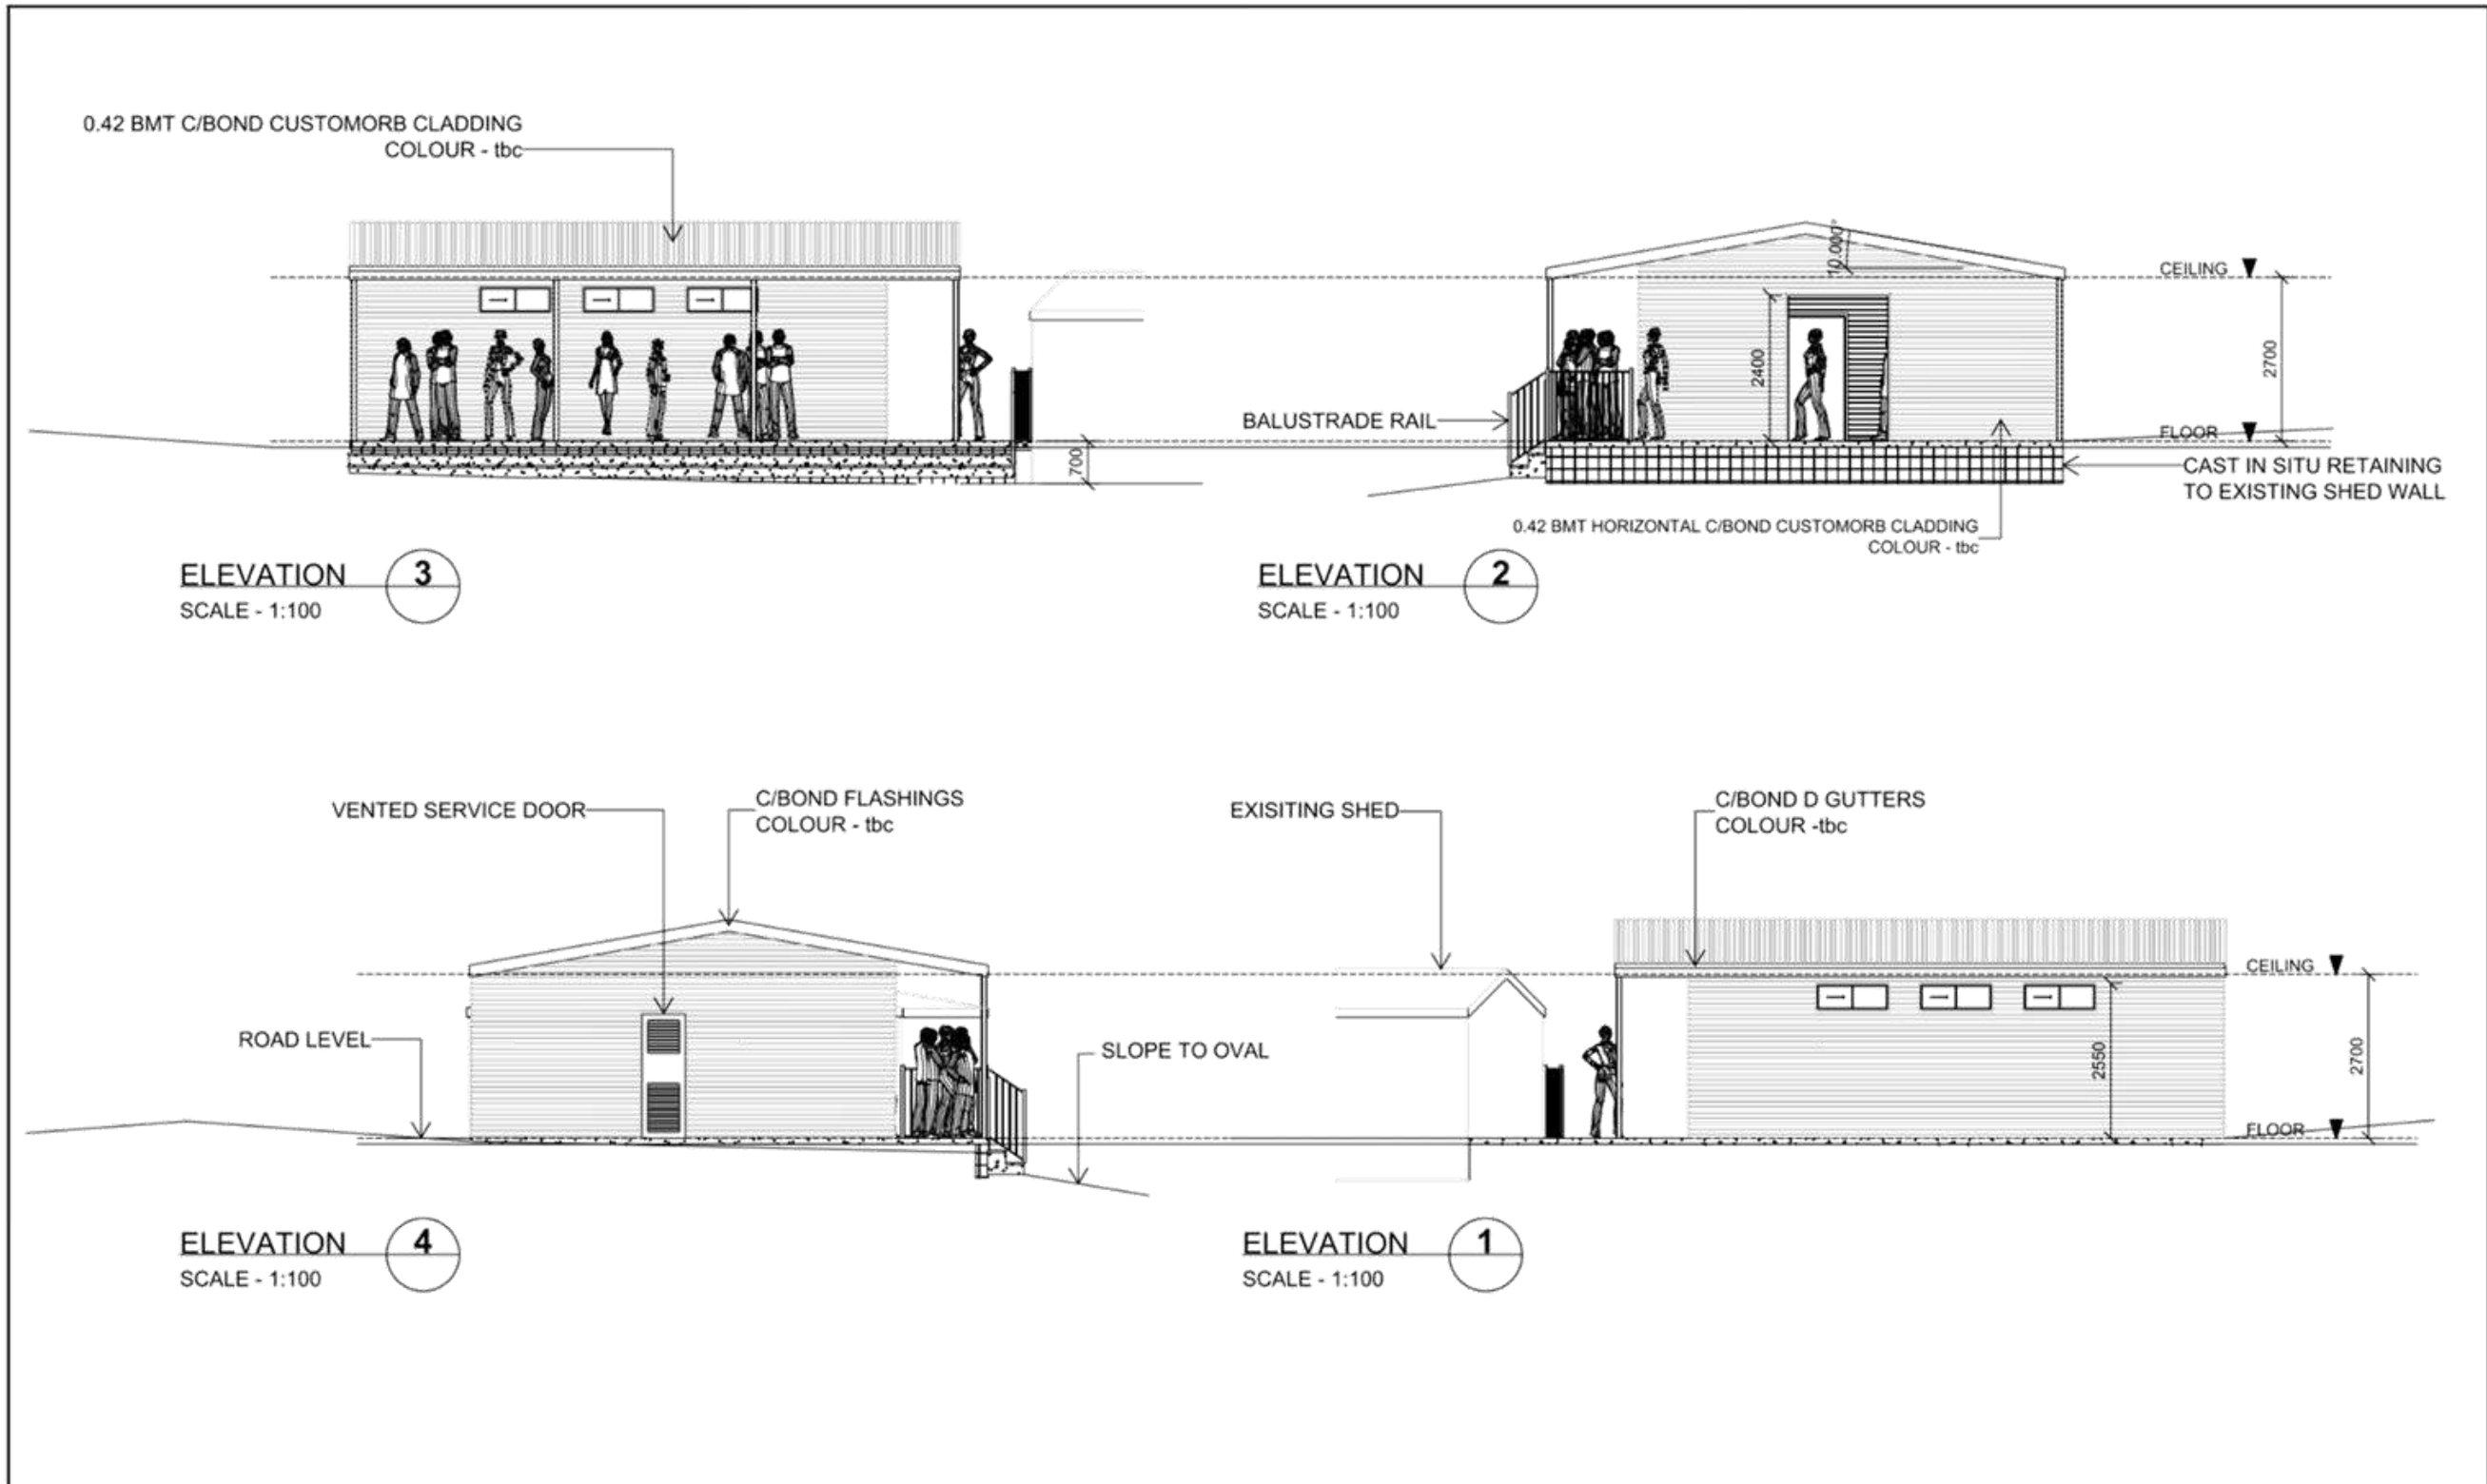 0.42 BMT C/BOND CUSTOMORB CLADDING
COLOUR - tbc
700
ELEVATION 3
SCALE - 1:100
10.000°
CEILING
2400
2700
BALUSTRADE RAIL
FLOOR
CAST IN SITU RETAINING
TO EXISTING SHED WALL
0.42 BMT HORIZONTAL C/BOND CUSTOMORB CLADDING
COLOUR - tbc
ELEVATION 2
SCALE - 1:100
VENTED SERVICE DOOR
C/BOND FLASHINGS
COLOUR - tbc
ROAD LEVEL
SLOPE TO OVAL
ELEVATION 4
SCALE - 1:100
EXISITING SHED
C/BOND D GUTTERS
COLOUR -tbc
CEILING
2550
2700
FLOOR
ELEVATION 1
SCALE - 1:100